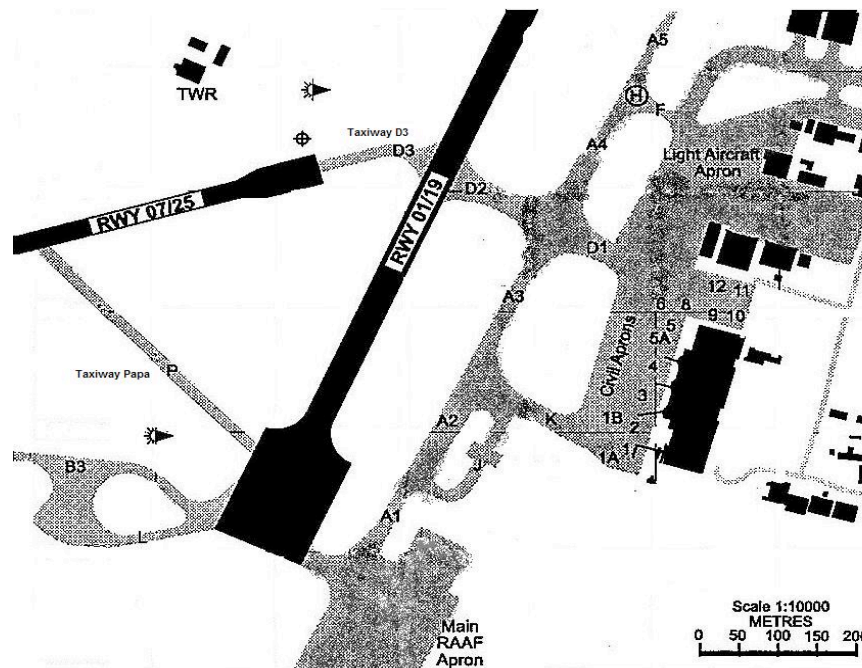 A5
TWR
H
F
Taxiway D3
D3
A4
Light Aircraft
Apron
D2
RWY 07/25
RWY 01/19
D1
A3
12
11
6
8
9
10
5
5A
Civil Aprons
4
Taxiway Papa
P
3
1B
2
A2
K
1
1A
J
B3
I
A1
L
Scale 1:10000
METRES
0 50 100 150 200
Main
RAAF
Apron